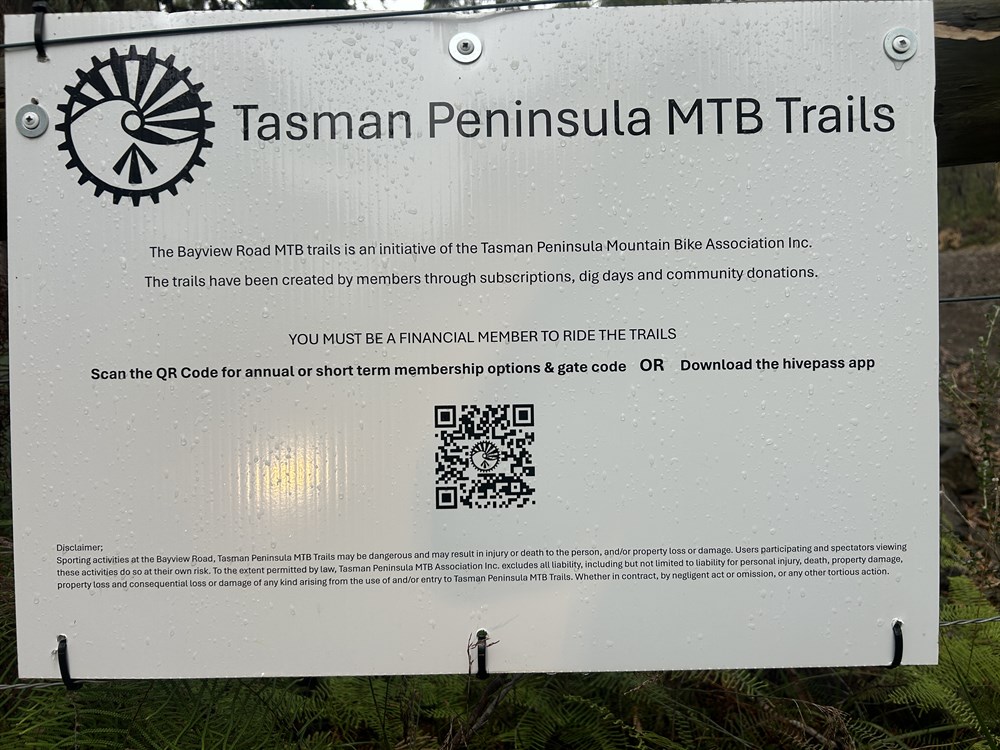 Tasman Peninsula MTB Trails
The Bayview Road MTB trails is an initiative of the Tasman Peninsula Mountain Bike Association Inc.
The trails have been created by members through subscriptions, dig days and community donations.
YOU MUST BE A FINANCIAL MEMBER TO RIDE THE TRAILS
Scan the QR Code for annual or short term membership options & gate code OR Download the hivepass app
Disclaimer;
Sporting activities at the Bayview Road, Tasman Peninsula MTB Trails may be dangerous and may result in injury or death to the person, and/or property loss or damage. Users participating and spectators viewing
these activities do so at their own risk. To the extent permitted by law, Tasman Peninsula MTB Association Inc. excludes all liability, including but not limited to liability for personal injury, death, property damage,
property loss and consequential loss or damage of any kind arising from the use of and/or entry to Tasman Peninsula MTB Trails. Whether in contract, by negligent act or omission, or any other tortious action.